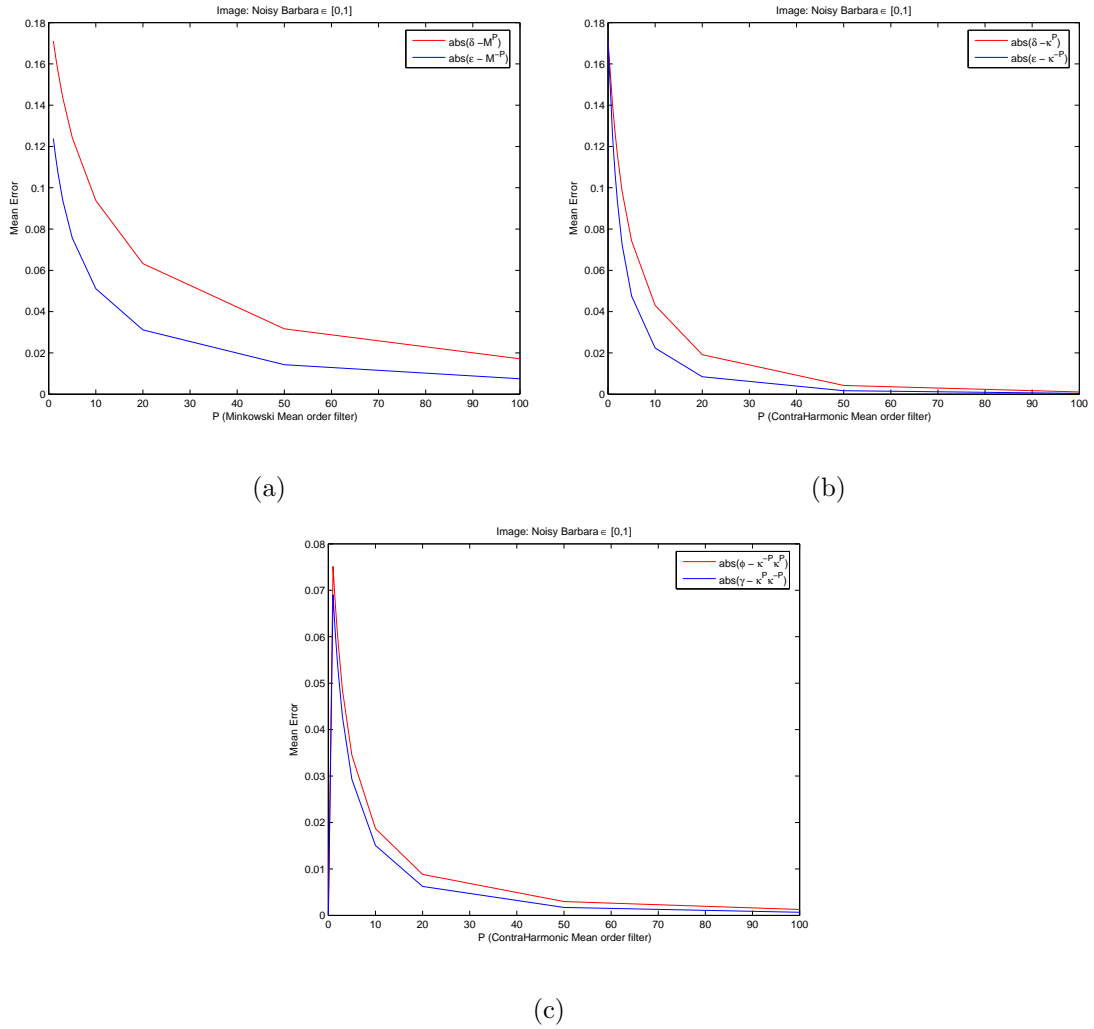 Image: Noisy Barbara ∈ [0,1]
abs(δ −M^P)
abs(ε − M^−P)
Mean Error
0.18
0.16
0.14
0.12
0.1
0.08
0.06
0.04
0.02
0
0 10 20 30 40 50 60 70 80 90 100
P (Minkowski Mean order filter)
(a)
Image: Noisy Barbara ∈ [0,1]
abs(δ −κ^P)
abs(ε − κ^−P)
Mean Error
0.18
0.16
0.14
0.12
0.1
0.08
0.06
0.04
0.02
0
0 10 20 30 40 50 60 70 80 90 100
P (ContraHarmonic Mean order filter)
(b)
Image: Noisy Barbara ∈ [0,1]
abs(φ − κ^−P κ^P)
abs(γ − κ^P κ^−P)
Mean Error
0.08
0.07
0.06
0.05
0.04
0.03
0.02
0.01
0
0 10 20 30 40 50 60 70 80 90 100
P (ContraHarmonic Mean order filter)
(c)